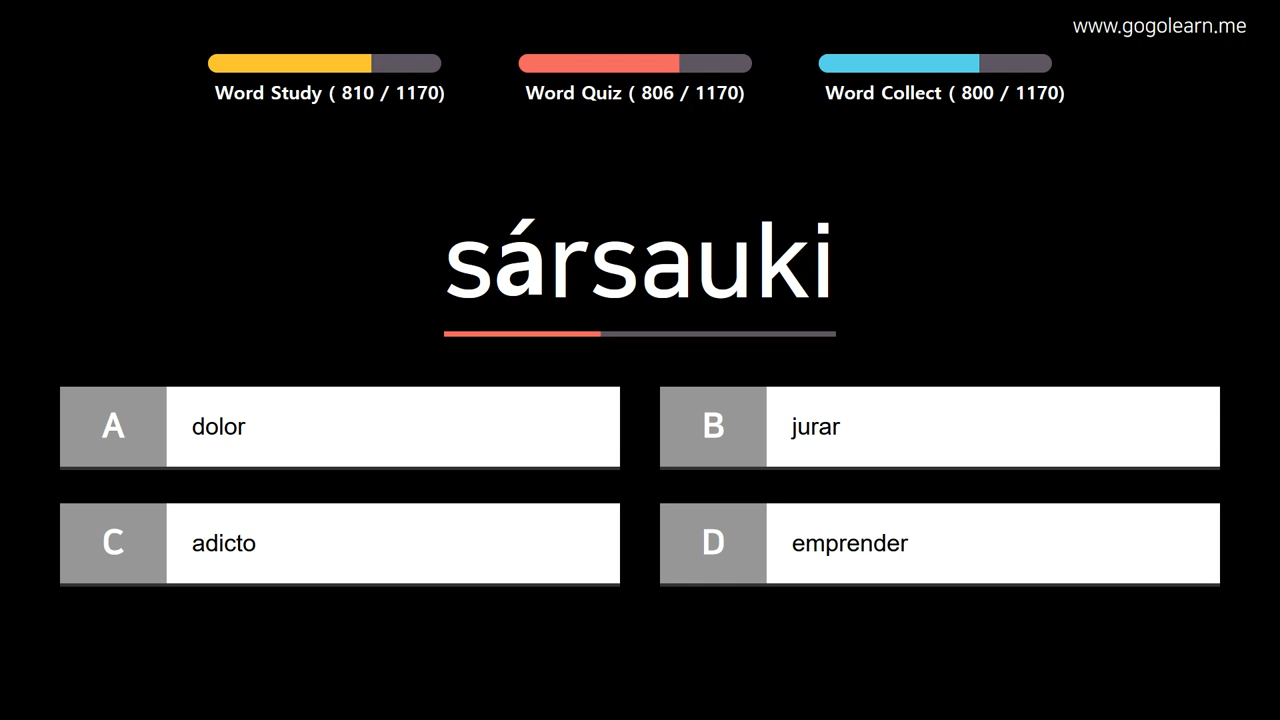 www.gogolearn.me
Word Study ( 810 / 1170)
Word Quiz ( 806 / 1170)
Word Collect ( 800 / 1170)
sársauki
A dolor
B jurar
C adicto
D emprender